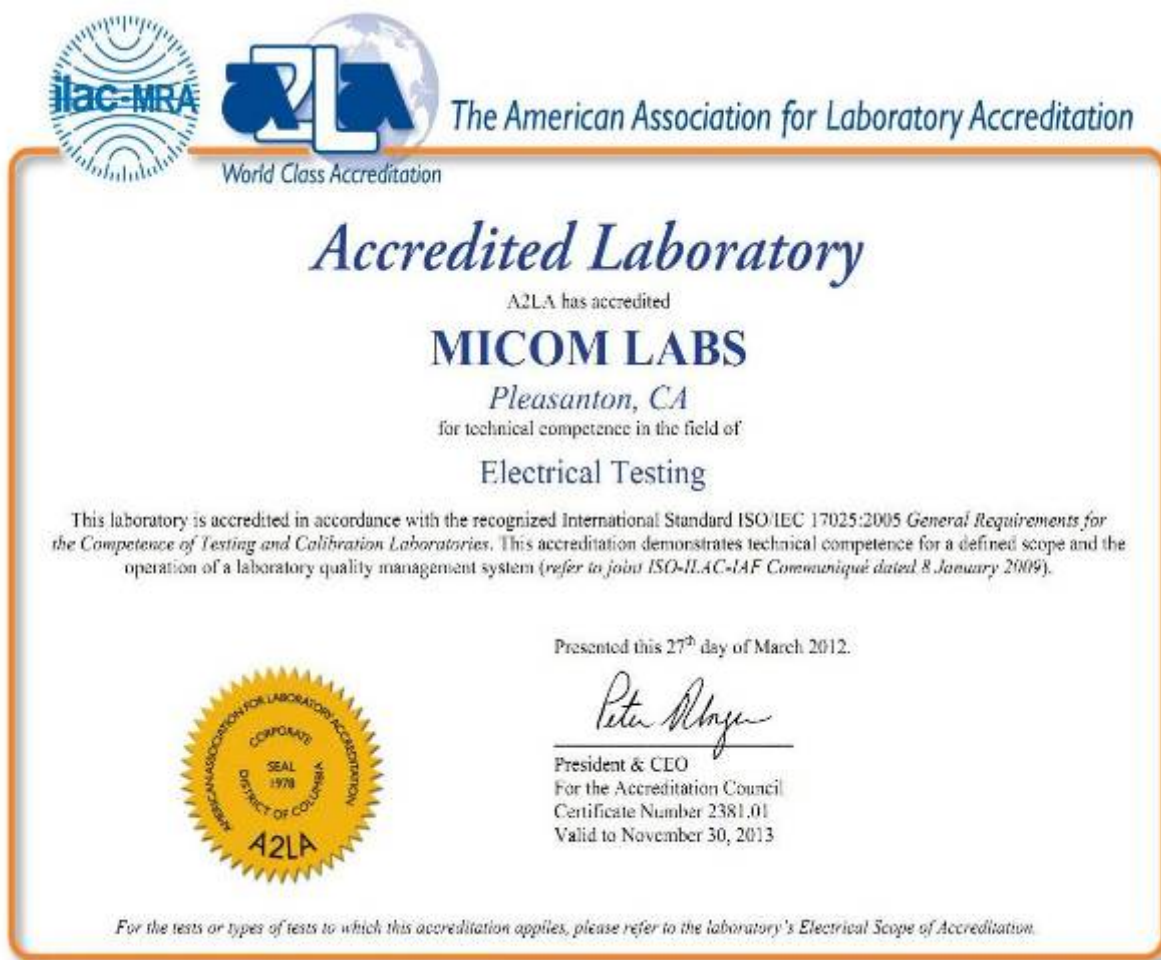 ilac-MRA
A2LA
The American Association for Laboratory Accreditation
World Class Accreditation
Accredited Laboratory
A2LA has accredited
MICOM LABS
Pleasanton, CA
for technical competence in the field of
Electrical Testing
This laboratory is accredited in accordance with the recognized International Standard ISO/IEC 17025:2005 General Requirements for
the Competence of Testing and Calibration Laboratories. This accreditation demonstrates technical competence for a defined scope and the
operation of a laboratory quality management system (refer to joint ISO-ILAC-IAF Communiqué dated 8 January 2009).
Presented this 27th day of March 2012.
Peter
President & CEO
For the Accreditation Council
Certificate Number 2381.01
Valid to November 30, 2013
AMERICAN ASSOCIATION FOR LABORATORY ACCREDITATION
CORPORATE
SEAL
1978
DISTRICT OF COLUMBIA
A2LA
For the tests or types of tests to which this accreditation applies, please refer to the laboratory's Electrical Scope of Accreditation.